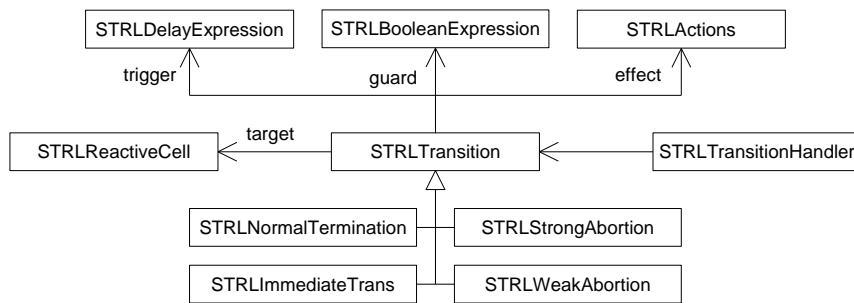 STRLDelayExpression
STRLBooleanExpression
STRLActions
trigger
guard
effect
target
STRLReactiveCell
STRLTransition
STRLTransitionHandler
STRLNormalTermination
STRLStrongAbortion
STRLImmediateTrans
STRLWeakAbortion